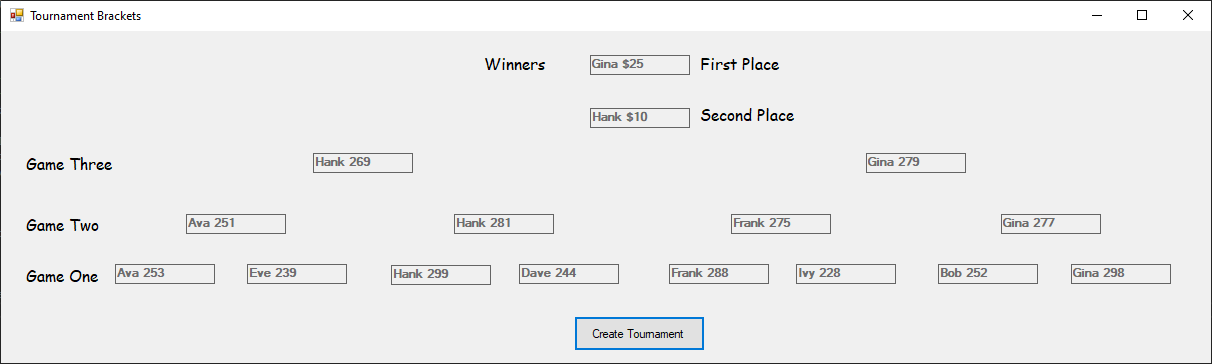 Tournament Brackets
Winners Gina $25 First Place
Hank $10 Second Place
Game Three Hank 269 Gina 279
Game Two Ava 251 Hank 281 Frank 275 Gina 277
Game One Ava 253 Eve 239 Hank 299 Dave 244 Frank 288 Ivy 228 Bob 252 Gina 298
Create Tournament